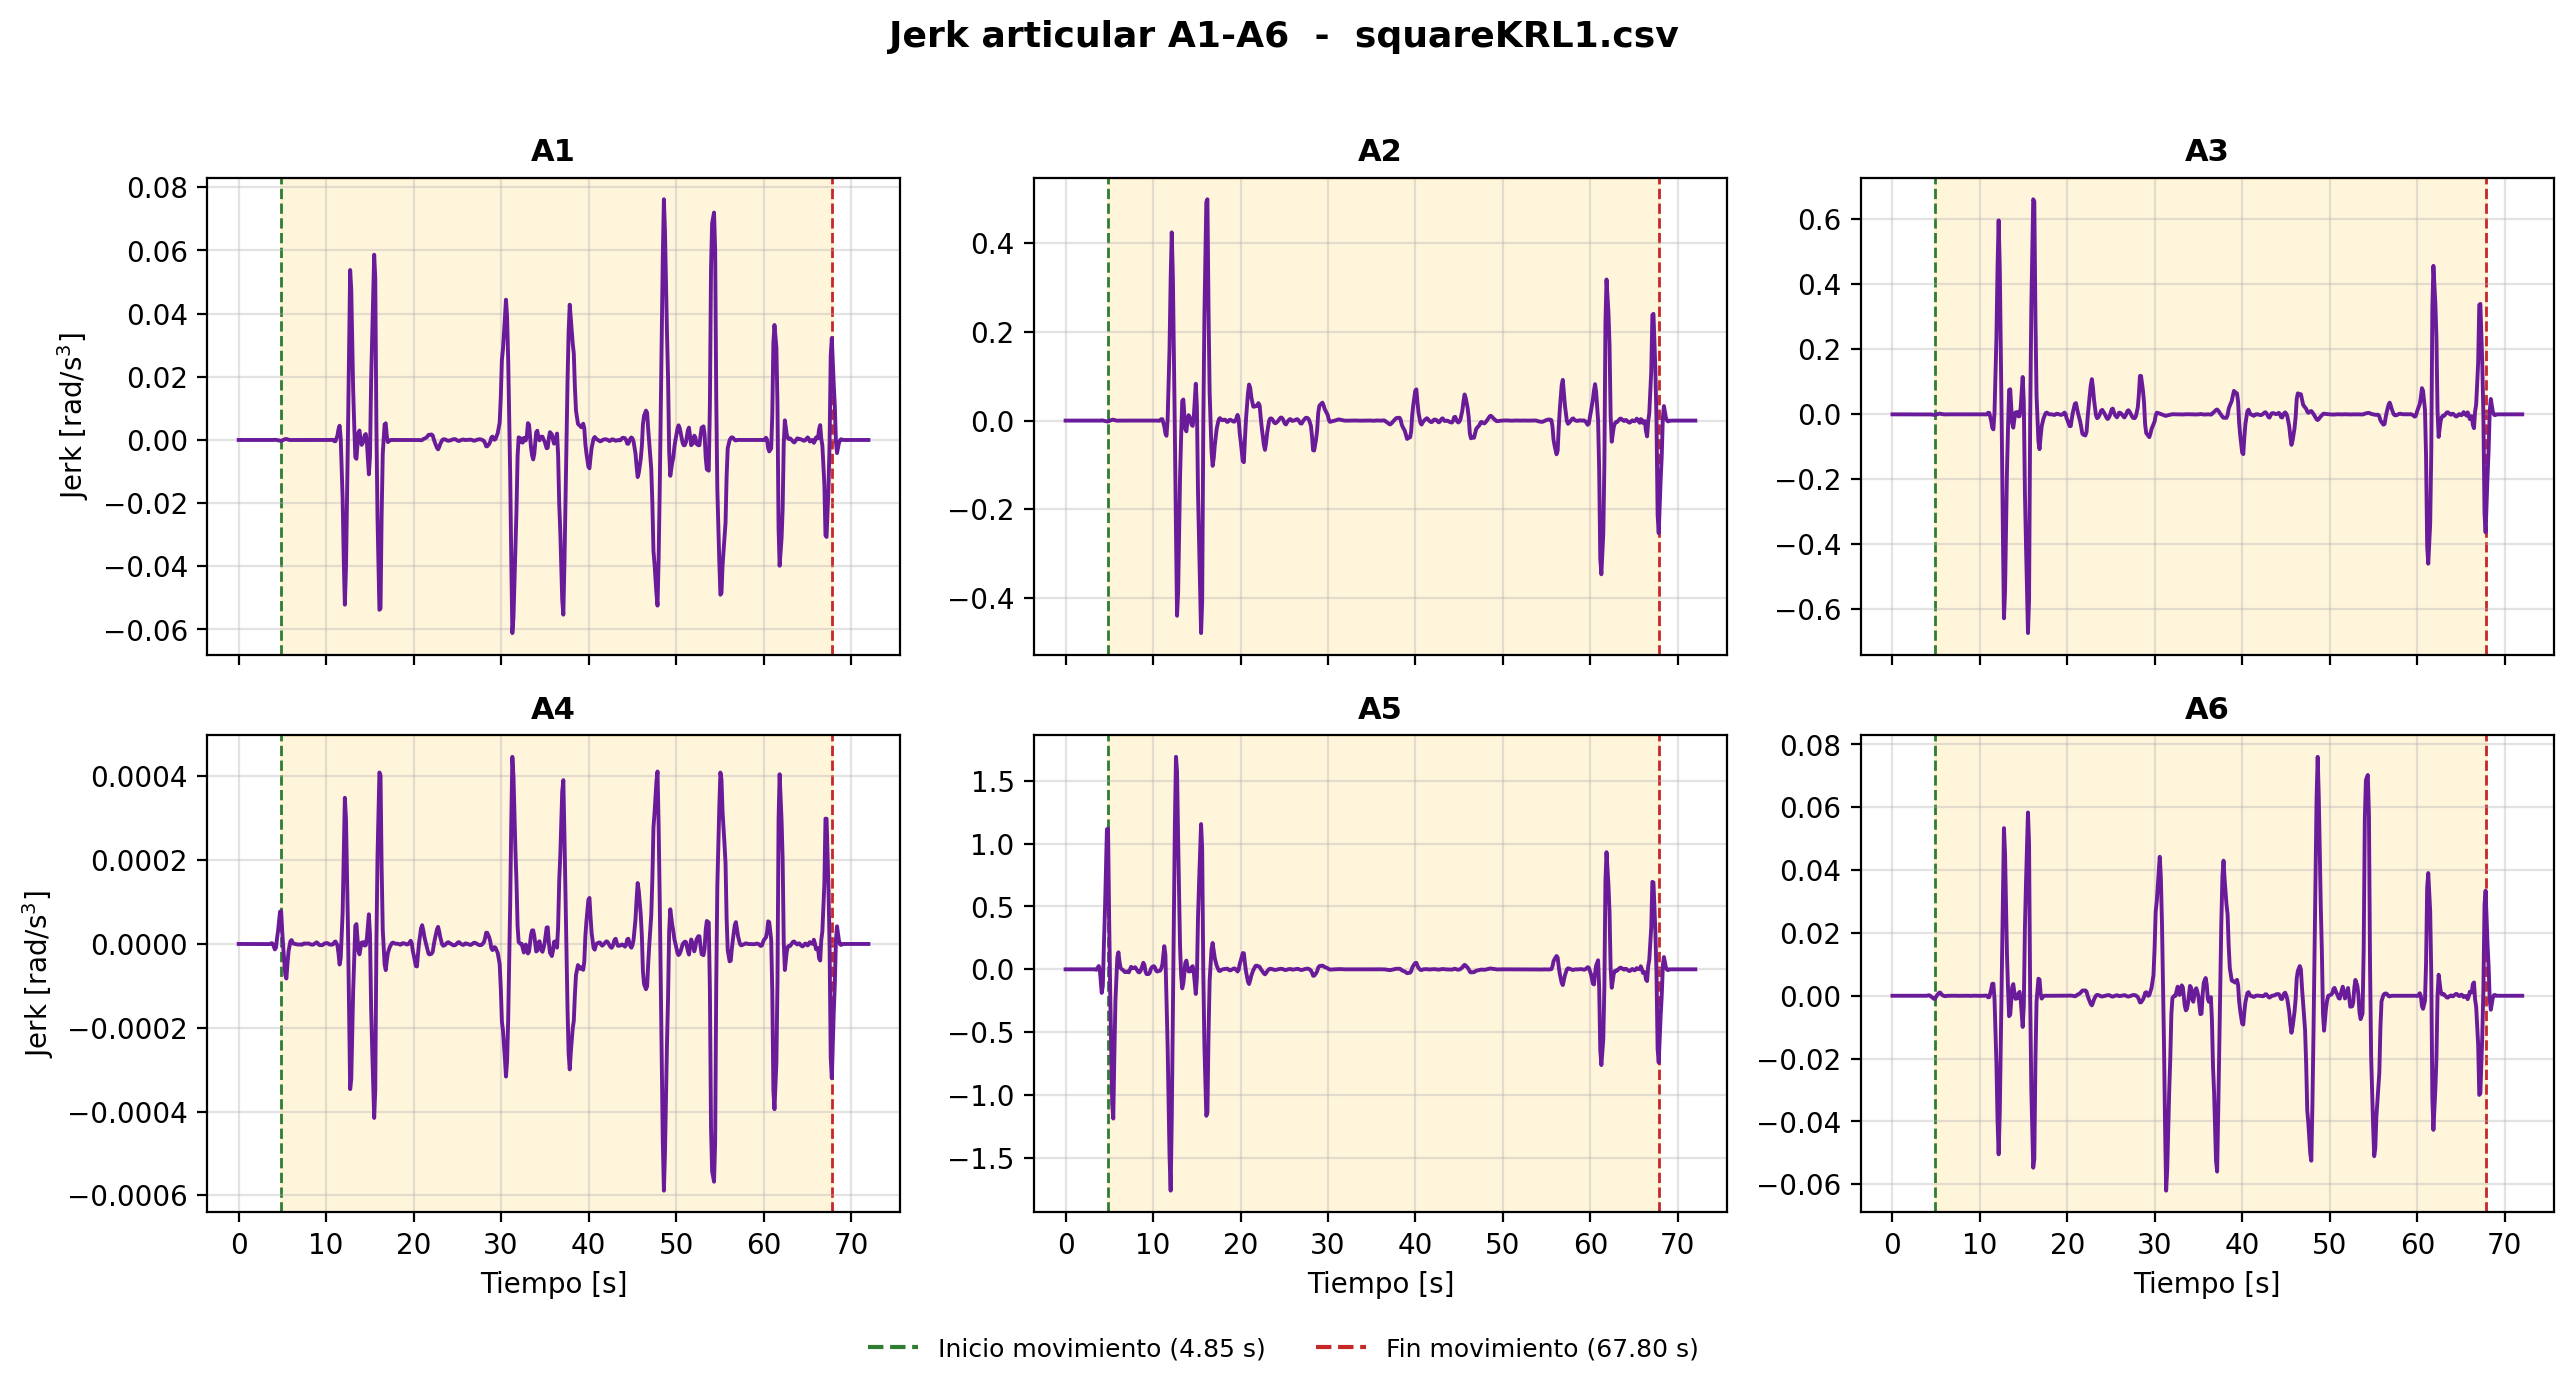 Jerk articular A1-A6 - squareKRL1.csv
A1
A2
A3
Jerk [rad/s³]
0.08
0.06
0.04
0.02
0.00
−0.02
−0.04
−0.06
0.4
0.2
0.0
−0.2
−0.4
0.6
0.4
0.2
0.0
−0.2
−0.4
−0.6
A4
A5
A6
Jerk [rad/s³]
0.0004
0.0002
0.0000
−0.0002
−0.0004
−0.0006
1.5
1.0
0.5
0.0
−0.5
−1.0
−1.5
0.08
0.06
0.04
0.02
0.00
−0.02
−0.04
−0.06
0 10 20 30 40 50 60 70
0 10 20 30 40 50 60 70
0 10 20 30 40 50 60 70
Tiempo [s]
Tiempo [s]
Tiempo [s]
Inicio movimiento (4.85 s)
Fin movimiento (67.80 s)